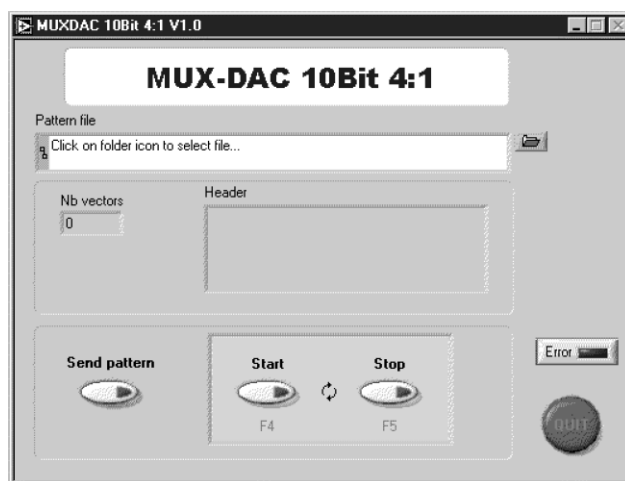 MUXDAC 10Bit 4:1 V1.0
MUX-DAC 10Bit 4:1
Pattern file
Click on folder icon to select file...
Nb vectors
Header
0
Send pattern
Start
Stop
Error
F4
F5
QUIT